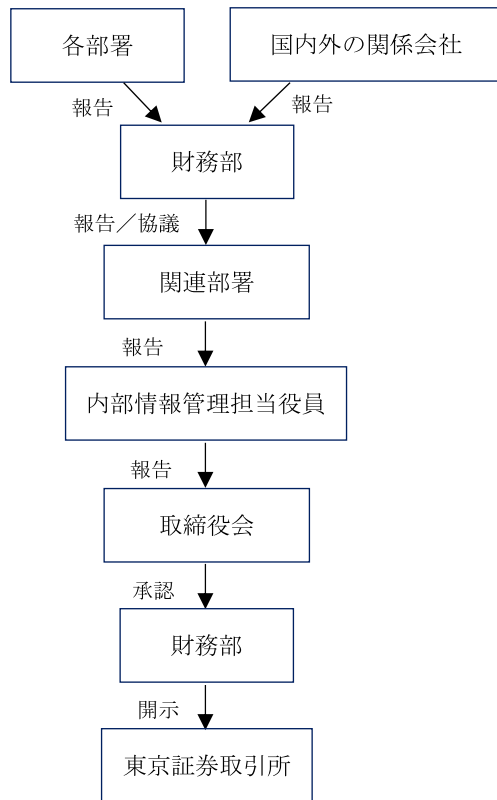 各部署
国内外の関係会社
報告
報告
財務部
報告／協議
関連部署
報告
内部情報管理担当役員
報告
取締役会
承認
財務部
開示
東京証券取引所